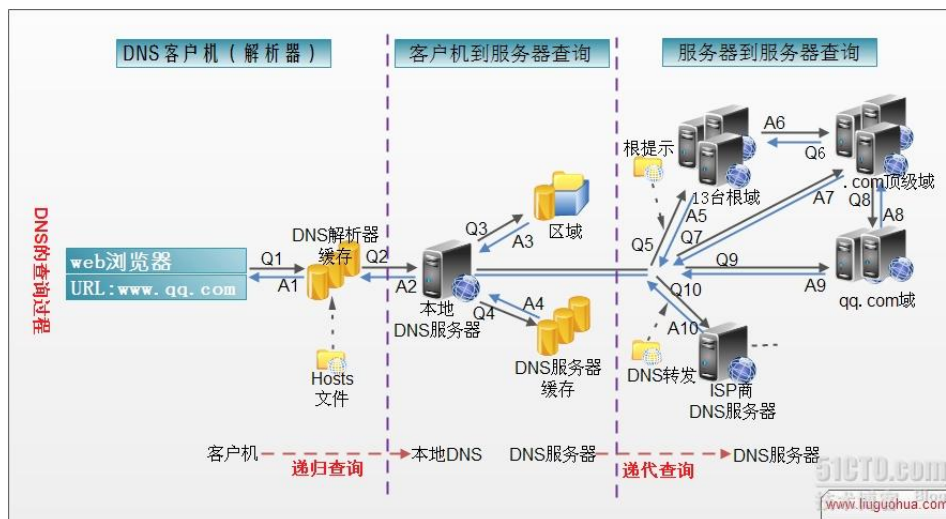 DNS客户机（解析器）
客户机到服务器查询
服务器到服务器查询
DNS的查询过程
web浏览器
URL:www.qq.com
Q1
A1
DNS解析器
缓存
Hosts
文件
Q2
A2
本地
DNS服务器
Q3
A3
区域
Q4
A4
DNS服务器
缓存
根提示
13台根域
A6
Q6
.com顶级域
Q5
A5
Q7
A7
Q8
A8
Q9
A9
qq.com域
Q10
A10
DNS转发
ISP商
DNS服务器
客户机
递归查询
本地DNS
DNS服务器
递代查询
DNS服务器
51CTO.com
www.liuguohua.com